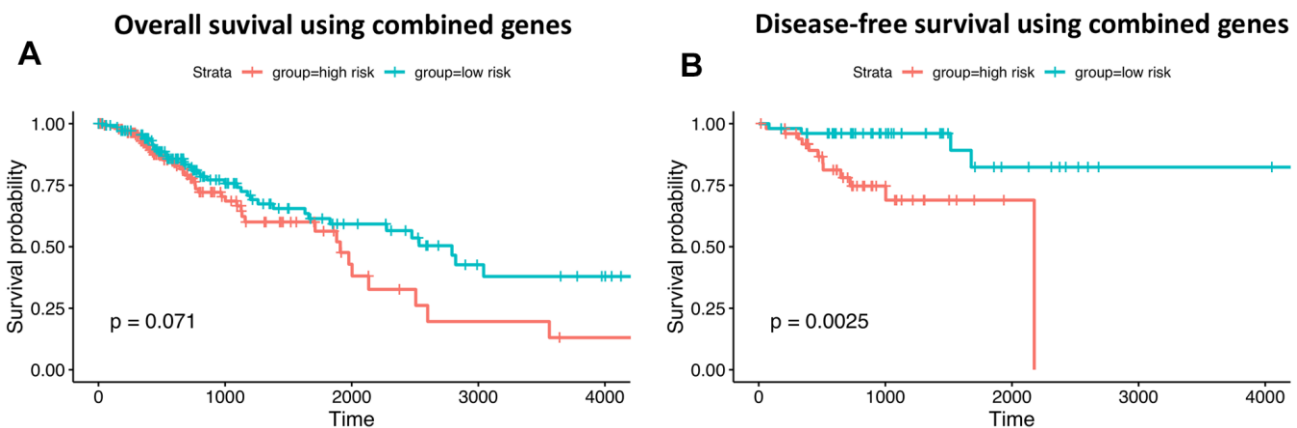 Overall suvival using combined genes
A
Strata group=high risk group=low risk
Survival probability
1.00
0.75
0.50
0.25
0.00
p = 0.071
0 1000 2000 3000 4000
Time
Disease-free survival using combined genes
B
Strata group=high risk group=low risk
Survival probability
1.00
0.75
0.50
0.25
0.00
p = 0.0025
0 1000 2000 3000 4000
Time